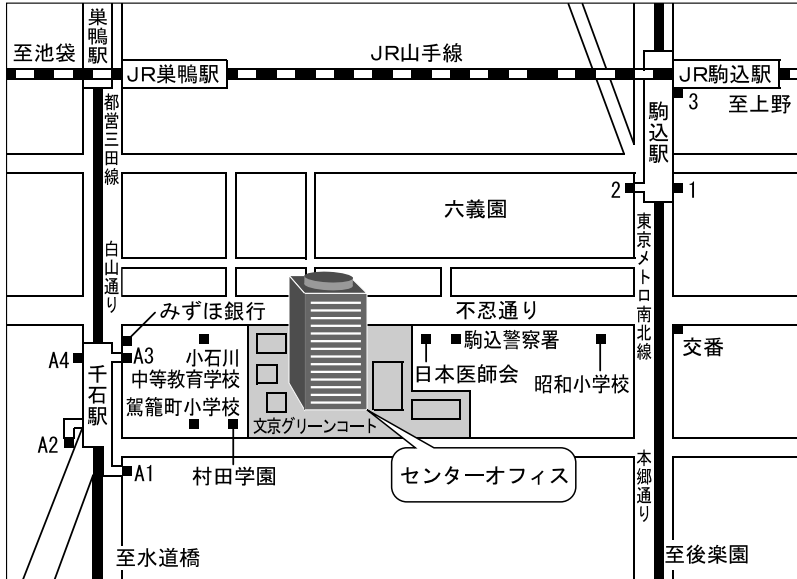 巣鴨駅
至池袋
JR巣鴨駅
JR山手線
JR駒込駅
3
至上野
都営三田線
駒込駅
2
1
六義園
白山通り
東京メトロ南北線
みずほ銀行
不忍通り
A4
A3
小石川
中等教育学校
駒込警察署
交番
日本医師会
昭和小学校
千石駅
駕籠町小学校
文京グリーンコート
A2
A1
村田学園
センターオフィス
本郷通り
至水道橋
至後楽園